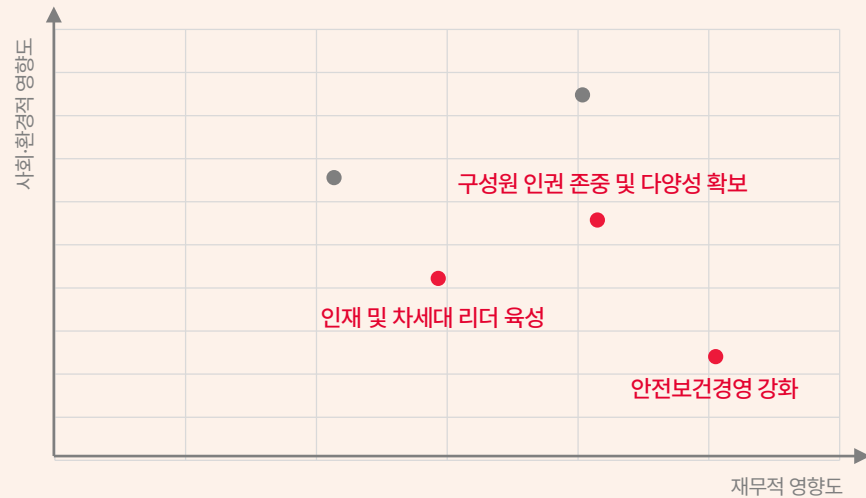 사회·환경적 영향도
구성원 인권 존중 및 다양성 확보
인재 및 차세대 리더 육성
안전보건경영 강화
재무적 영향도